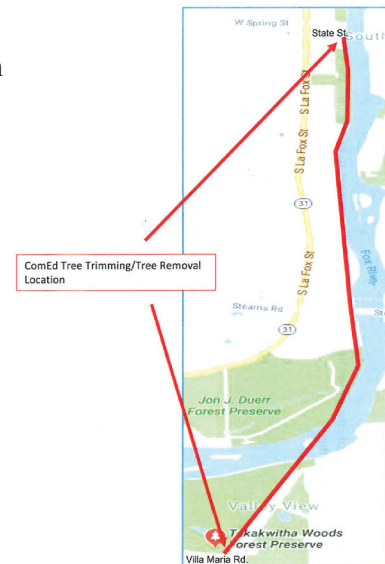 W Spring St
State St.
South
n
S La Fox St
S La Fox St
31
S La Fox St
Fox River
ComEd Tree Trimming/Tree Removal
Location
Stearns Rd
St
31
Jon J. Duerr
Forest Preserve
Valley View
Tekakwitha Woods
Forest Preserve
Villa Maria Rd.